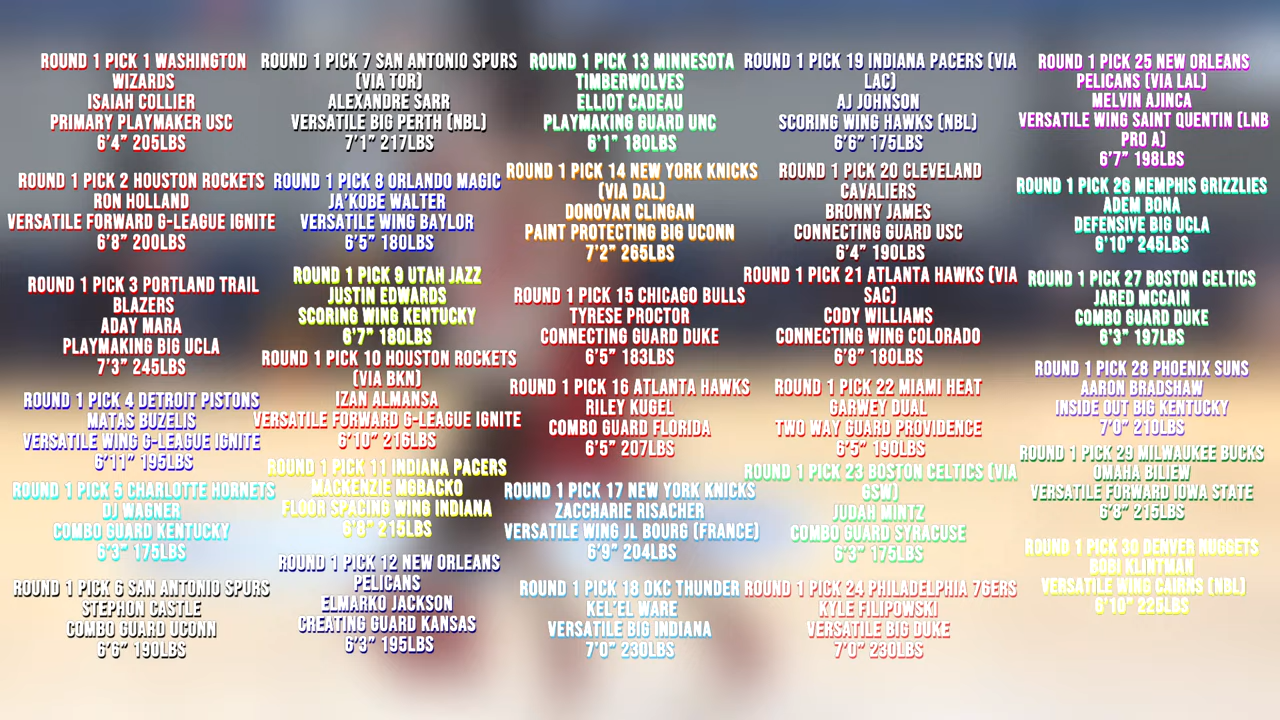 ROUND 1 PICK 1 WASHINGTON
WIZARDS
ISAIAH COLLIER
PRIMARY PLAYMAKER USC
6'4" 205LBS
ROUND 1 PICK 2 HOUSTON ROCKETS
RON HOLLAND
VERSATILE FORWARD G-LEAGUE IGNITE
6'8" 200LBS
ROUND 1 PICK 3 PORTLAND TRAIL
BLAZERS
ADAY MARA
PLAYMAKING BIG UCLA
7'3" 245LBS
ROUND 1 PICK 4 DETROIT PISTONS
MATAS BUZELIS
VERSATILE WING G-LEAGUE IGNITE
6'11" 195LBS
ROUND 1 PICK 5 CHARLOTTE HORNETS
DJ WAGNER
COMBO GUARD KENTUCKY
6'3" 175LBS
ROUND 1 PICK 6 SAN ANTONIO SPURS
STEPHON CASTLE
COMBO GUARD UCONN
6'6" 190LBS
ROUND 1 PICK 7 SAN ANTONIO SPURS
(VIA TOR)
ALEXANDRE SARR
VERSATILE BIG PERTH (NBL)
7'1" 217LBS
ROUND 1 PICK 8 ORLANDO MAGIC
JA'KOBE WALTER
VERSATILE WING BAYLOR
6'5" 180LBS
ROUND 1 PICK 9 UTAH JAZZ
JUSTIN EDWARDS
SCORING WING KENTUCKY
6'7" 180LBS
ROUND 1 PICK 10 HOUSTON ROCKETS
(VIA BKN)
IZAN ALMANSA
VERSATILE FORWARD G-LEAGUE IGNITE
6'10" 216LBS
ROUND 1 PICK 11 INDIANA PACERS
MACKENZIE MGBACKO
FLOOR SPACING WING INDIANA
6'8" 215LBS
ROUND 1 PICK 12 NEW ORLEANS
PELICANS
ELMARKO JACKSON
CREATING GUARD KANSAS
6'3" 195LBS
ROUND 1 PICK 13 MINNESOTA
TIMBERWOLVES
ELLIOT CADEAU
PLAYMAKING GUARD UNC
6'1" 180LBS
ROUND 1 PICK 14 NEW YORK KNICKS
(VIA DAL)
DONOVAN CLINGAN
PAINT PROTECTING BIG UCONN
7'2" 265LBS
ROUND 1 PICK 15 CHICAGO BULLS
TYRESE PROCTOR
CONNECTING GUARD DUKE
6'5" 183LBS
ROUND 1 PICK 16 ATLANTA HAWKS
RILEY KUGEL
COMBO GUARD FLORIDA
6'5" 207LBS
ROUND 1 PICK 17 NEW YORK KNICKS
ZACCHARIE RISACHER
VERSATILE WING JL BOURG (FRANCE)
6'9" 204LBS
ROUND 1 PICK 18 OKC THUNDER
KEL'EL WARE
VERSATILE BIG INDIANA
7'0" 230LBS
ROUND 1 PICK 19 INDIANA PACERS (VIA
LAC)
AJ JOHNSON
SCORING WING HAWKS (NBL)
6'6" 175LBS
ROUND 1 PICK 20 CLEVELAND
CAVALIERS
BRONNY JAMES
CONNECTING GUARD USC
6'4" 190LBS
ROUND 1 PICK 21 ATLANTA HAWKS (VIA
SAC)
CODY WILLIAMS
CONNECTING WING COLORADO
6'8" 180LBS
ROUND 1 PICK 22 MIAMI HEAT
GARWEY DUAL
TWO WAY GUARD PROVIDENCE
6'5" 190LBS
ROUND 1 PICK 23 BOSTON CELTICS (VIA
GSW)
JUDAH MINTZ
COMBO GUARD SYRACUSE
6'3" 175LBS
ROUND 1 PICK 24 PHILADELPHIA 76ERS
KYLE FILIPOWSKI
VERSATILE BIG DUKE
7'0" 230LBS
ROUND 1 PICK 25 NEW ORLEANS
PELICANS (VIA LAL)
MELVIN AJINCA
VERSATILE WING SAINT QUENTIN (LNB
PRO A)
6'7" 198LBS
ROUND 1 PICK 26 MEMPHIS GRIZZLIES
ADEM BONA
DEFENSIVE BIG UCLA
6'10" 245LBS
ROUND 1 PICK 27 BOSTON CELTICS
JARED MCCAIN
COMBO GUARD DUKE
6'3" 197LBS
ROUND 1 PICK 28 PHOENIX SUNS
AARON BRADSHAW
INSIDE OUT BIG KENTUCKY
7'0" 210LBS
ROUND 1 PICK 29 MILWAUKEE BUCKS
OMAHA BILIEW
VERSATILE FORWARD IOWA STATE
6'8" 215LBS
ROUND 1 PICK 30 DENVER NUGGETS
BOBI KLINTMAN
VERSATILE WING CAIRNS (NBL)
6'10" 225LBS